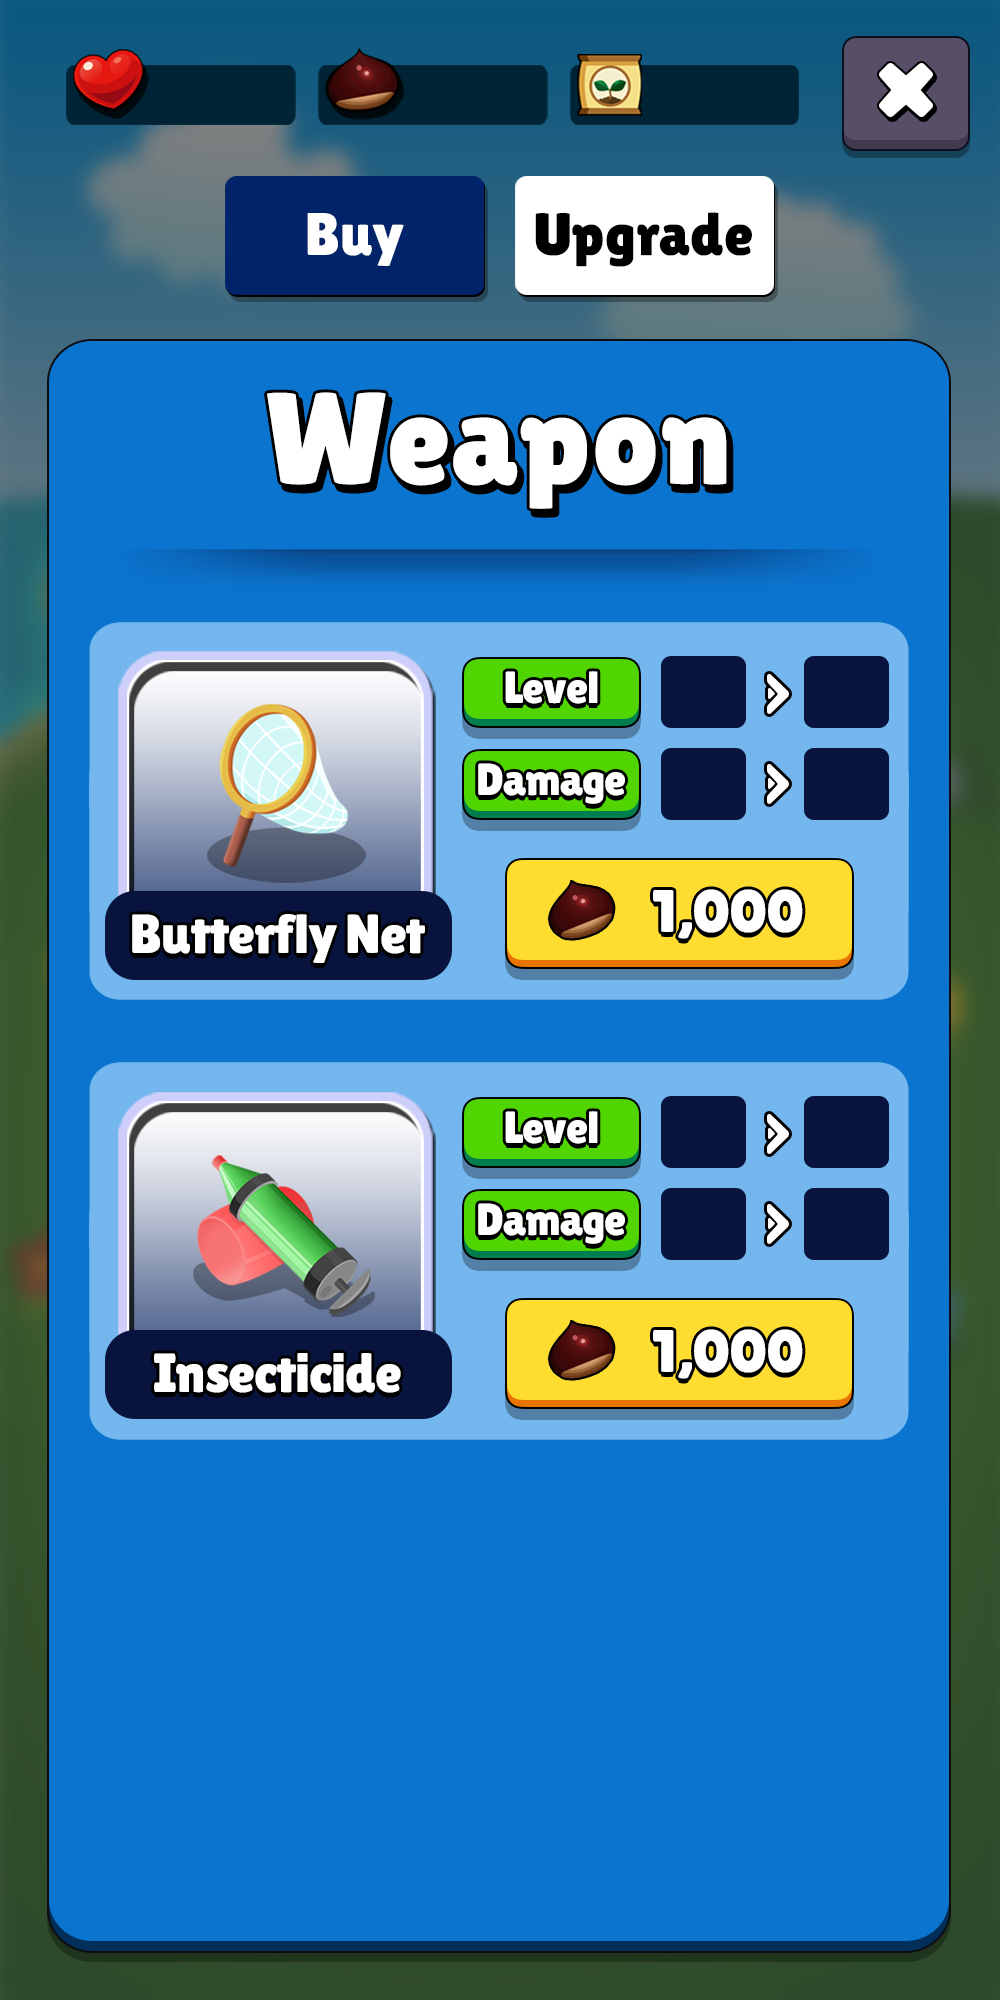 Buy
Upgrade
Weapon
Level
Damage
Butterfly Net
1,000
Level
Damage
Insecticide
1,000